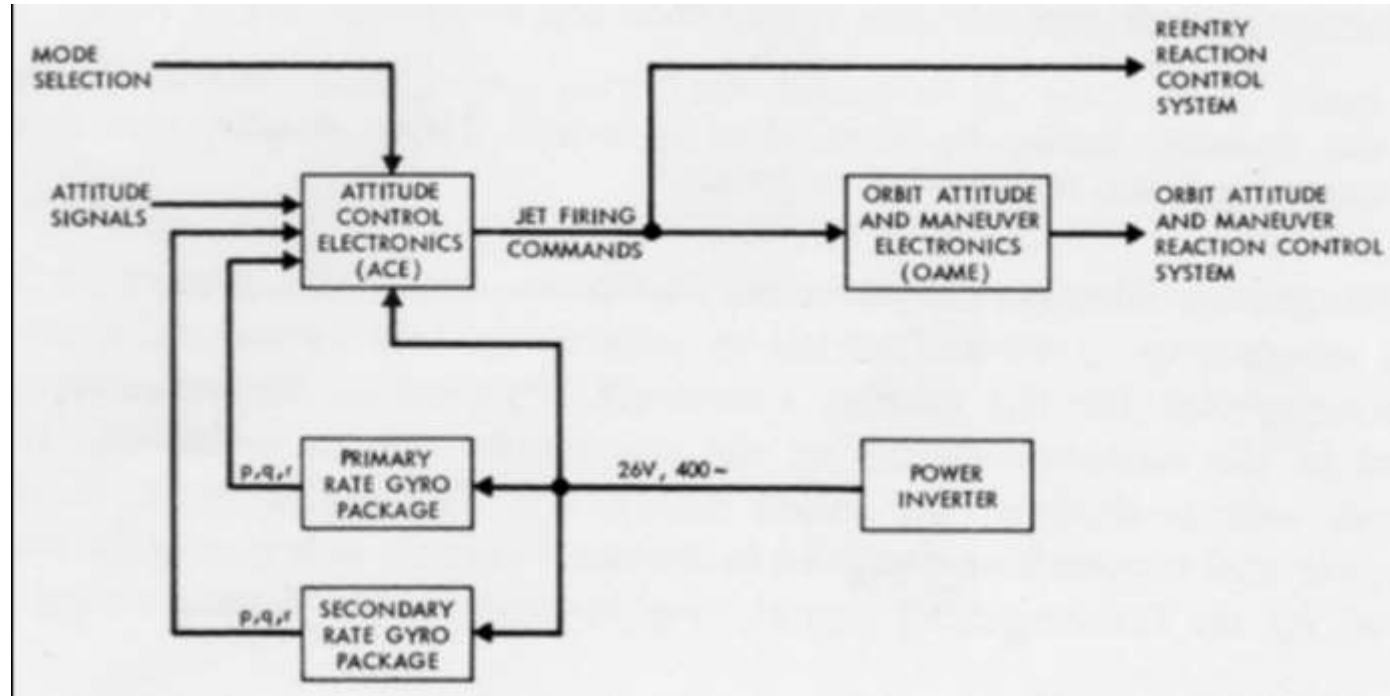 MODE
SELECTION
REENTRY
REACTION
CONTROL
SYSTEM
ATTITUDE
SIGNALS
ATTITUDE
CONTROL
ELECTRONICS
(ACE)
JET FIRING
COMMANDS
ORBIT ATTITUDE
AND MANEUVER
ELECTRONICS
(OAME)
ORBIT ATTITUDE
AND MANEUVER
REACTION CONTROL
SYSTEM
p,q,r
PRIMARY
RATE GYRO
PACKAGE
26V, 400~
POWER
INVERTER
p,q,r
SECONDARY
RATE GYRO
PACKAGE